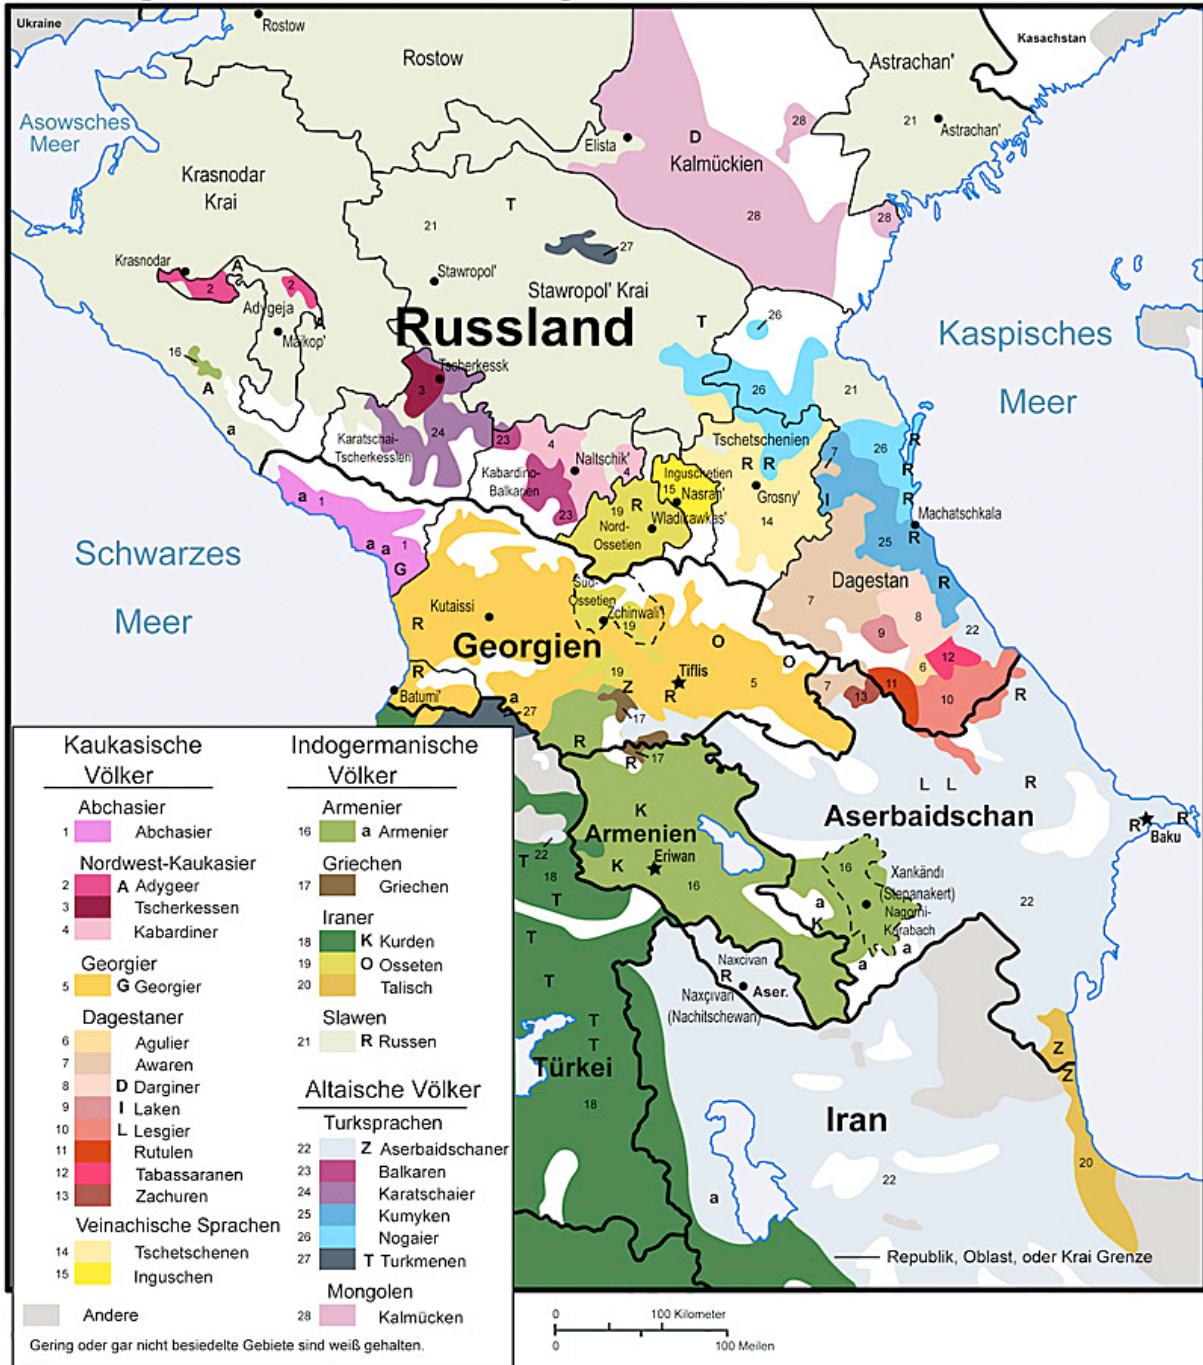 Ukraine
Rostow
Rostow
Kasachstan
Astrachan'
21
Astrachan'
Asowsches
Meer
Elista
D
Kalmückien
28
28
28
Krasnodar
Krai
T
21
27
Stawropol'
Stawropol' Krai
Krasnodar
A
2
2
Adygeja
A
Maikop'
Russland
T
26
Kaspisches
Meer
16
A
a
Tscherkessk
3
24
Karatschai-
Tscherkessien
23
4
Naltschik'
4
Kabardino-
Balkarien
23
26
21
Tschetschenien
R R
Grosny'
14
Inguschetien
15
Nasran'
19
R
Nord-
Ossetien
Wladikawkas'
7
26
R
R
R
I
Machatschkala
R
25
R
Dagestan
7
8
9
22
12
6
11
10
R
7
13
a 1
a a 1
G
Schwarzes
Meer
Kutaissi
R
Süd-
Ossetien
Zchinwali'
19
Georgien
O
O
19
Tiflis
Z
R
5
R
Batumi'
a
27
17
R
R
17
L L
R
Aserbaidschan
R
R
Baku
K
Armenien
K
Eriwan
16
T 22
18
T
16
Xankändı
(Stepanakert)
Nagorni-
Karabach
a
K
a
a
22
T
T
Naxcivan
R
Aser.
Naxçıvan
(Nachitschewan)
T
T
Türkei
18
Z
Z
Iran
20
22
a
Kaukasische
Völker
Abchasier
1 Abchasier
Nordwest-Kaukasier
2 A Adygeer
3 Tscherkessen
4 Kabardiner
Georgier
5 G Georgier
Dagestaner
6 Agulier
7 Awaren
8 D Darginer
9 I Laken
10 L Lesgier
11 Rutulen
12 Tabassaranen
13 Zachuren
Veinachische Sprachen
14 Tschetschenen
15 Inguschen
Andere
Indogermanische
Völker
Armenier
16 a Armenier
Griechen
17 Griechen
Iraner
18 K Kurden
19 O Osseten
20 Talisch
Slawen
21 R Russen
Altaische Völker
Turksprachen
22 Z Aserbaidschaner
23 Balkaren
24 Karatschaier
25 Kumyken
26 Nogaier
27 T Turkmenen
Mongolen
28 Kalmücken
Gering oder gar nicht besiedelte Gebiete sind weiß gehalten.
Republik, Oblast, oder Krai Grenze
0 100 Kilometer
0 100 Meilen